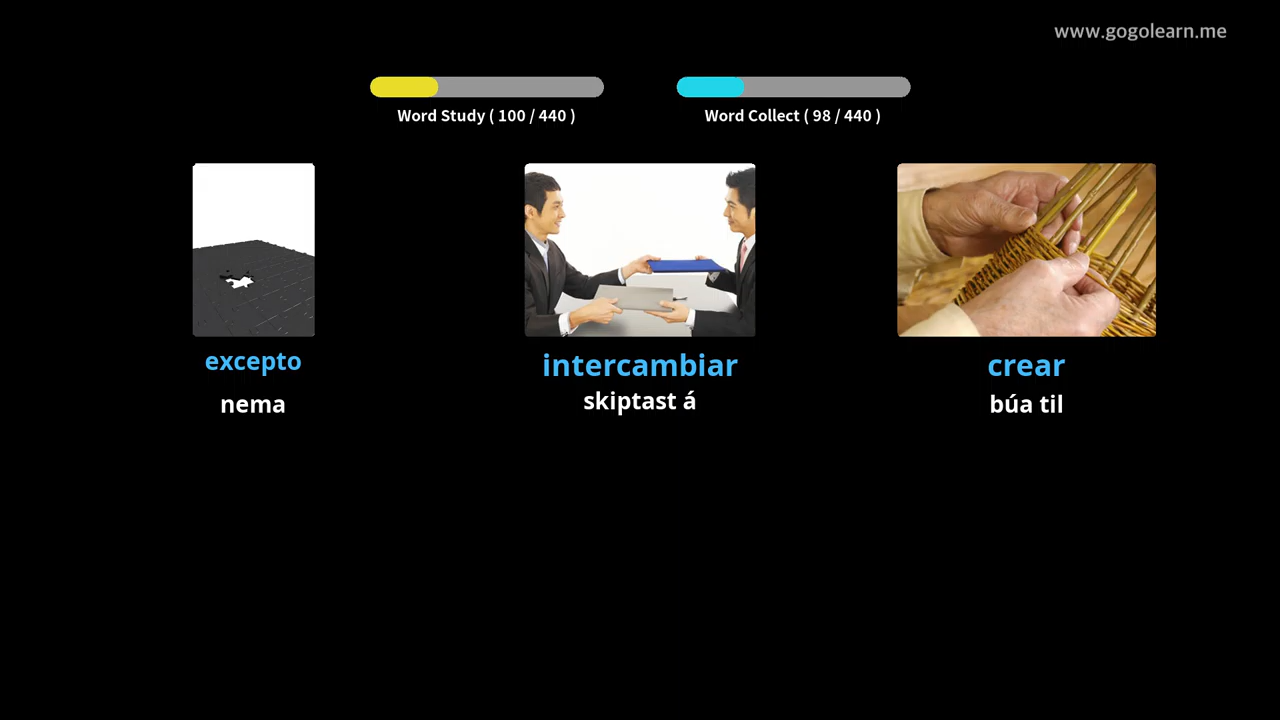 www.gogolearn.me
Word Study ( 100 / 440 )
Word Collect ( 98 / 440 )
excepto
nema
intercambiar
skiptast á
crear
búa til